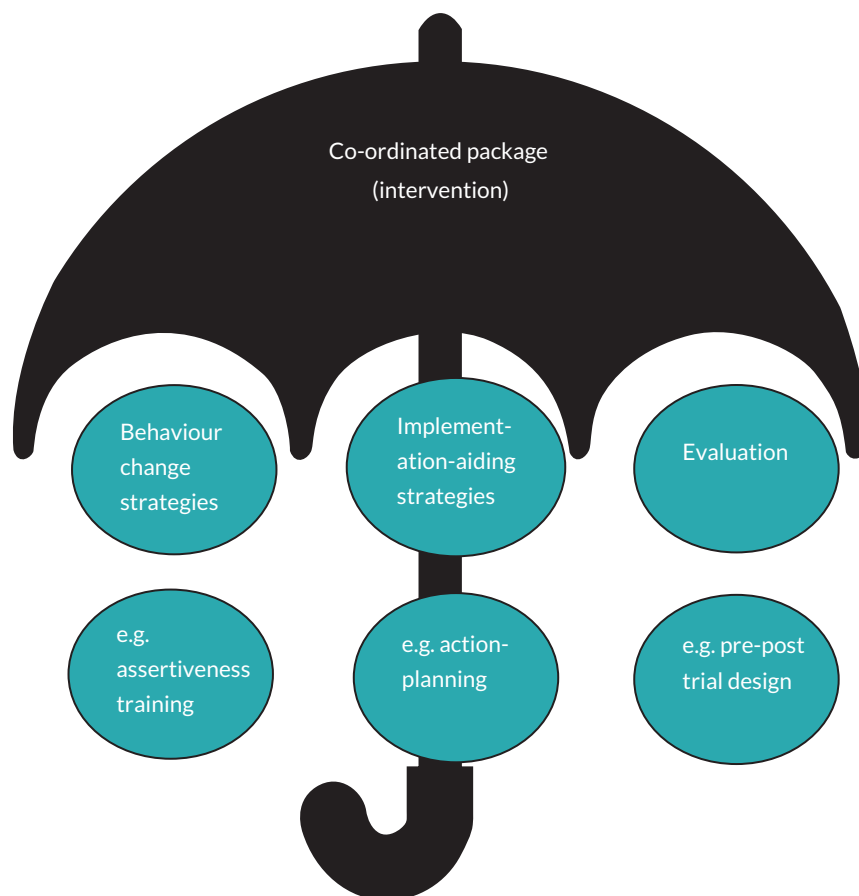 Co-ordinated package
(intervention)
Behaviour
change
strategies
Implement-
ation-aiding
strategies
Evaluation
e.g.
assertiveness
training
e.g. action-
planning
e.g. pre-post
trial design